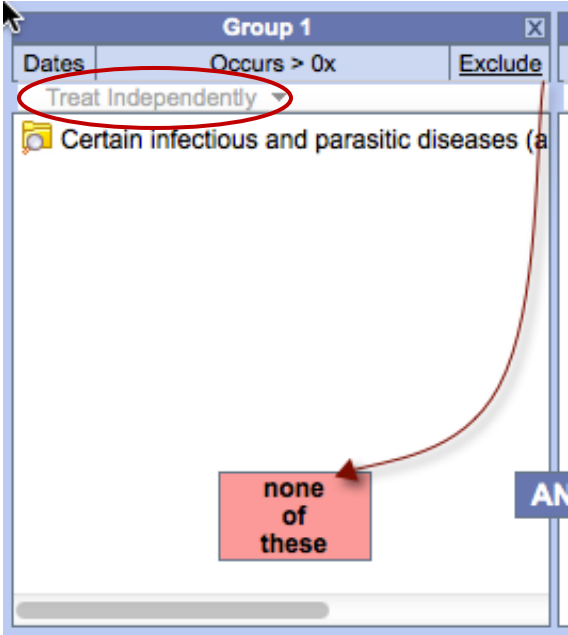 Group 1 X
Dates Occurs > 0x Exclude
Treat Independently
Certain infectious and parasitic diseases (a
none
of
these
AN